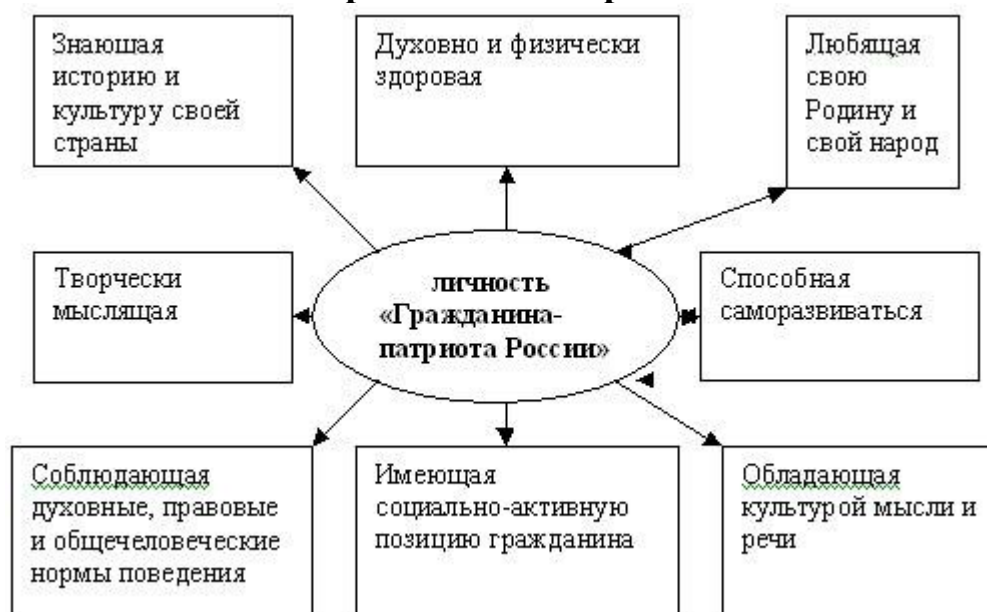 Знающая
историю и
культуру своей
страны
Духовно и физически
здоровая
Любящая
свою
Родину и
свой народ
Творчески
мыслящая
личность
«Гражданина-
патриота России»
Способная
саморазвиваться
Соблюдающая
духовные, правовые
и общечеловеческие
нормы поведения
Имеющая
социально-активную
позицию гражданина
Обладающая
культурой мысли и
речи